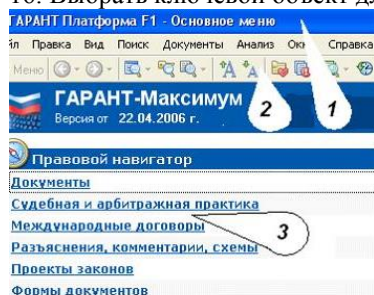 ГАРАНТ Платформа F1 - Основное меню
йл Правка Вид Поиск Документы Анализ Справка
Меню
ГАРАНТ-Максимум
Версия от 22.04.2006 г.
2
1
Правовой навигатор
Документы
Судебная и арбитражная практика
Международные договоры
3
Разъяснения, комментарии, схемы
Проекты законов
Формы документов